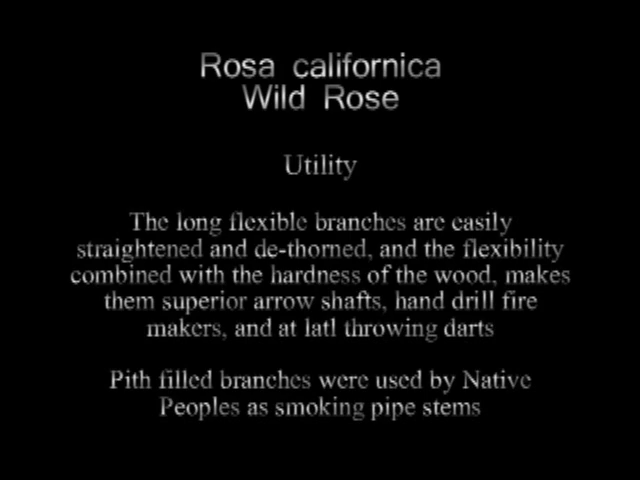 Rosa californica
Wild Rose
Utility
The long flexible branches are easily
straightened and de-thorned, and the flexibility
combined with the hardness of the wood, makes
them superior arrow shafts, hand drill fire
makers, and at latl throwing darts
Pith filled branches were used by Native
Peoples as smoking pipe stems